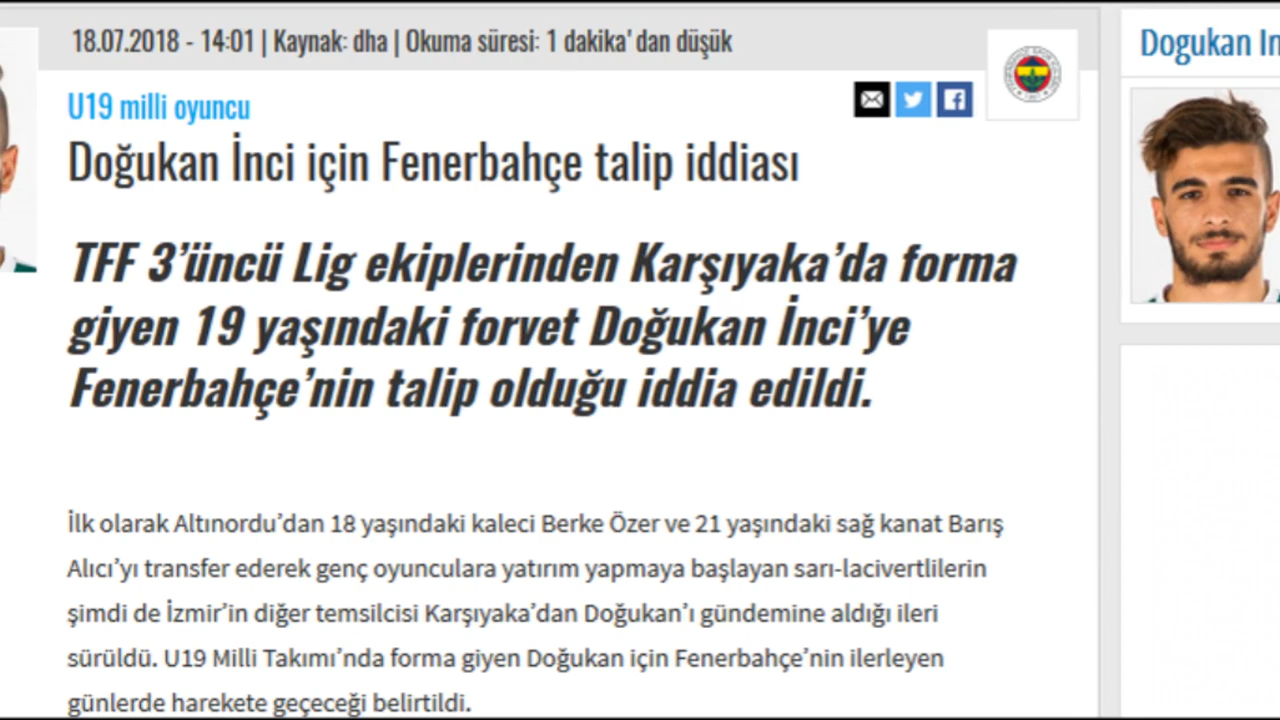 18.07.2018 - 14:01 | Kaynak: dha | Okuma süresi: 1 dakika' dan düşük
U19 milli oyuncu
Doğukan İnci için Fenerbahçe talip iddiası
TFF 3’üncü Lig ekiplerinden Karşıyaka’da forma
giyen 19 yaşındaki forvet Doğukan İnci’ye
Fenerbahçe’nin talip olduğu iddia edildi.
İlk olarak Altınordu’dan 18 yaşındaki kaleci Berke Özer ve 21 yaşındaki sağ kanat Barış
Alıcı’yı transfer ederek genç oyunculara yatırım yapmaya başlayan sarı-lacivertlilerin
şimdi de İzmir’in diğer temsilcisi Karşıyaka’dan Doğukan’ı gündemine aldığı ileri
sürüldü. U19 Milli Takımı’nda forma giyen Doğukan için Fenerbahçe’nin ilerleyen
günlerde harekete geçeceği belirtildi.
Dogukan In